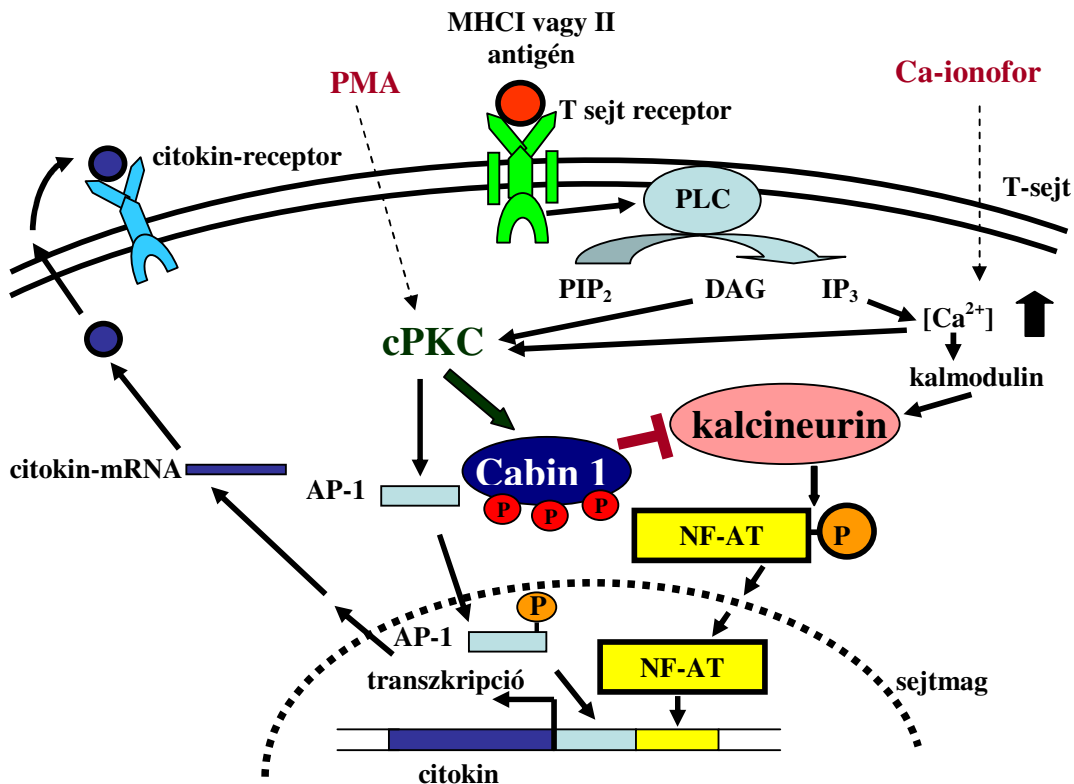 MHCI vagy II
antigén
PMA
Ca-ionofor
T sejt receptor
citokin-receptor
T-sejt
PLC
PIP₂
DAG
IP₃
[Ca²⁺]
cPKC
kalmodulin
kalcineurin
citokin-mRNA
AP-1
Cabin 1
P
P
P
NF-AT
P
P
AP-1
NF-AT
transzkripció
sejtmag
citokin